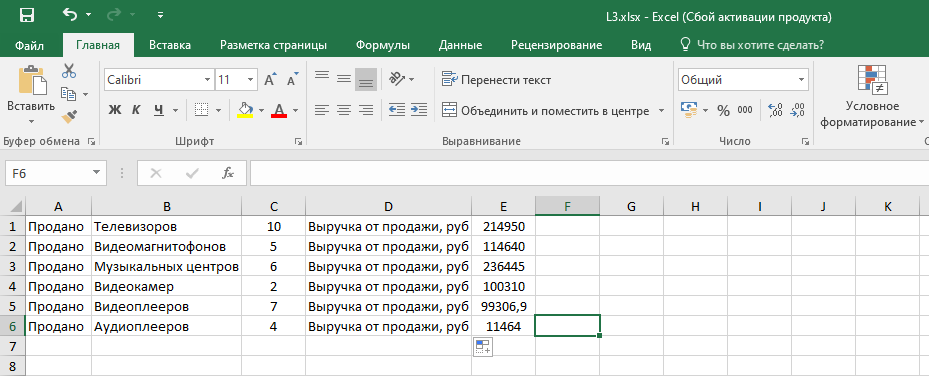 L3.xlsx - Excel (Сбой активации продукта)
Файл Главная Вставка Разметка страницы Формулы Данные Рецензирование Вид Что вы хотите сделать?
Calibri 11 Перенести текст Общий
Вставить Условное
Ж К Ч A Объединить и поместить в центре % 000 ,0 ,00 форматирование
Буфер обмена Шрифт Выравнивание Число
F6 fx
A B C D E F G H I J K
1 Продано Телевизоров 10 Выручка от продажи, руб 214950
2 Продано Видеомагнитофонов 5 Выручка от продажи, руб 114640
3 Продано Музыкальных центров 6 Выручка от продажи, руб 236445
4 Продано Видеокамер 2 Выручка от продажи, руб 100310
5 Продано Видеоплееров 7 Выручка от продажи, руб 99306,9
6 Продано Аудиоплееров 4 Выручка от продажи, руб 11464
7
8